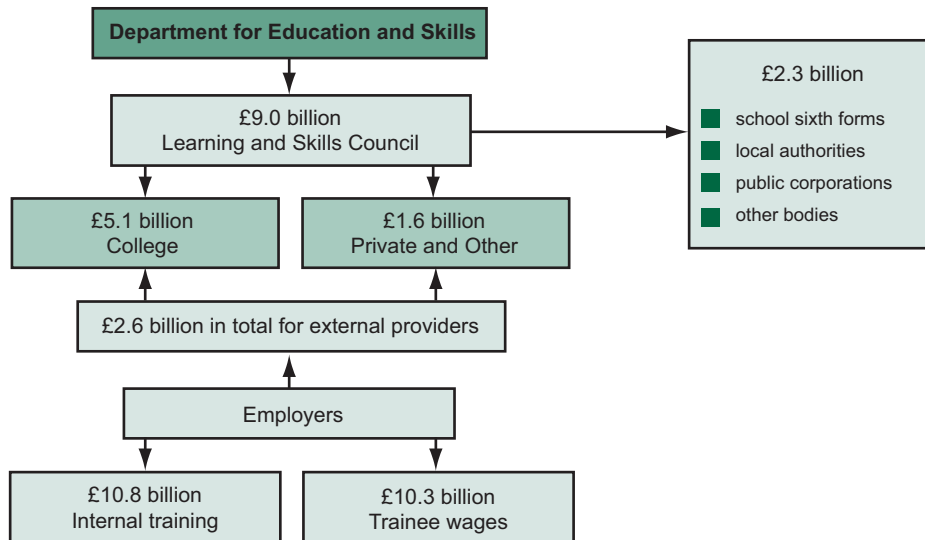 Department for Education and Skills
£9.0 billion
Learning and Skills Council
£2.3 billion
school sixth forms
local authorities
public corporations
other bodies
£5.1 billion
College
£1.6 billion
Private and Other
£2.6 billion in total for external providers
Employers
£10.8 billion
Internal training
£10.3 billion
Trainee wages